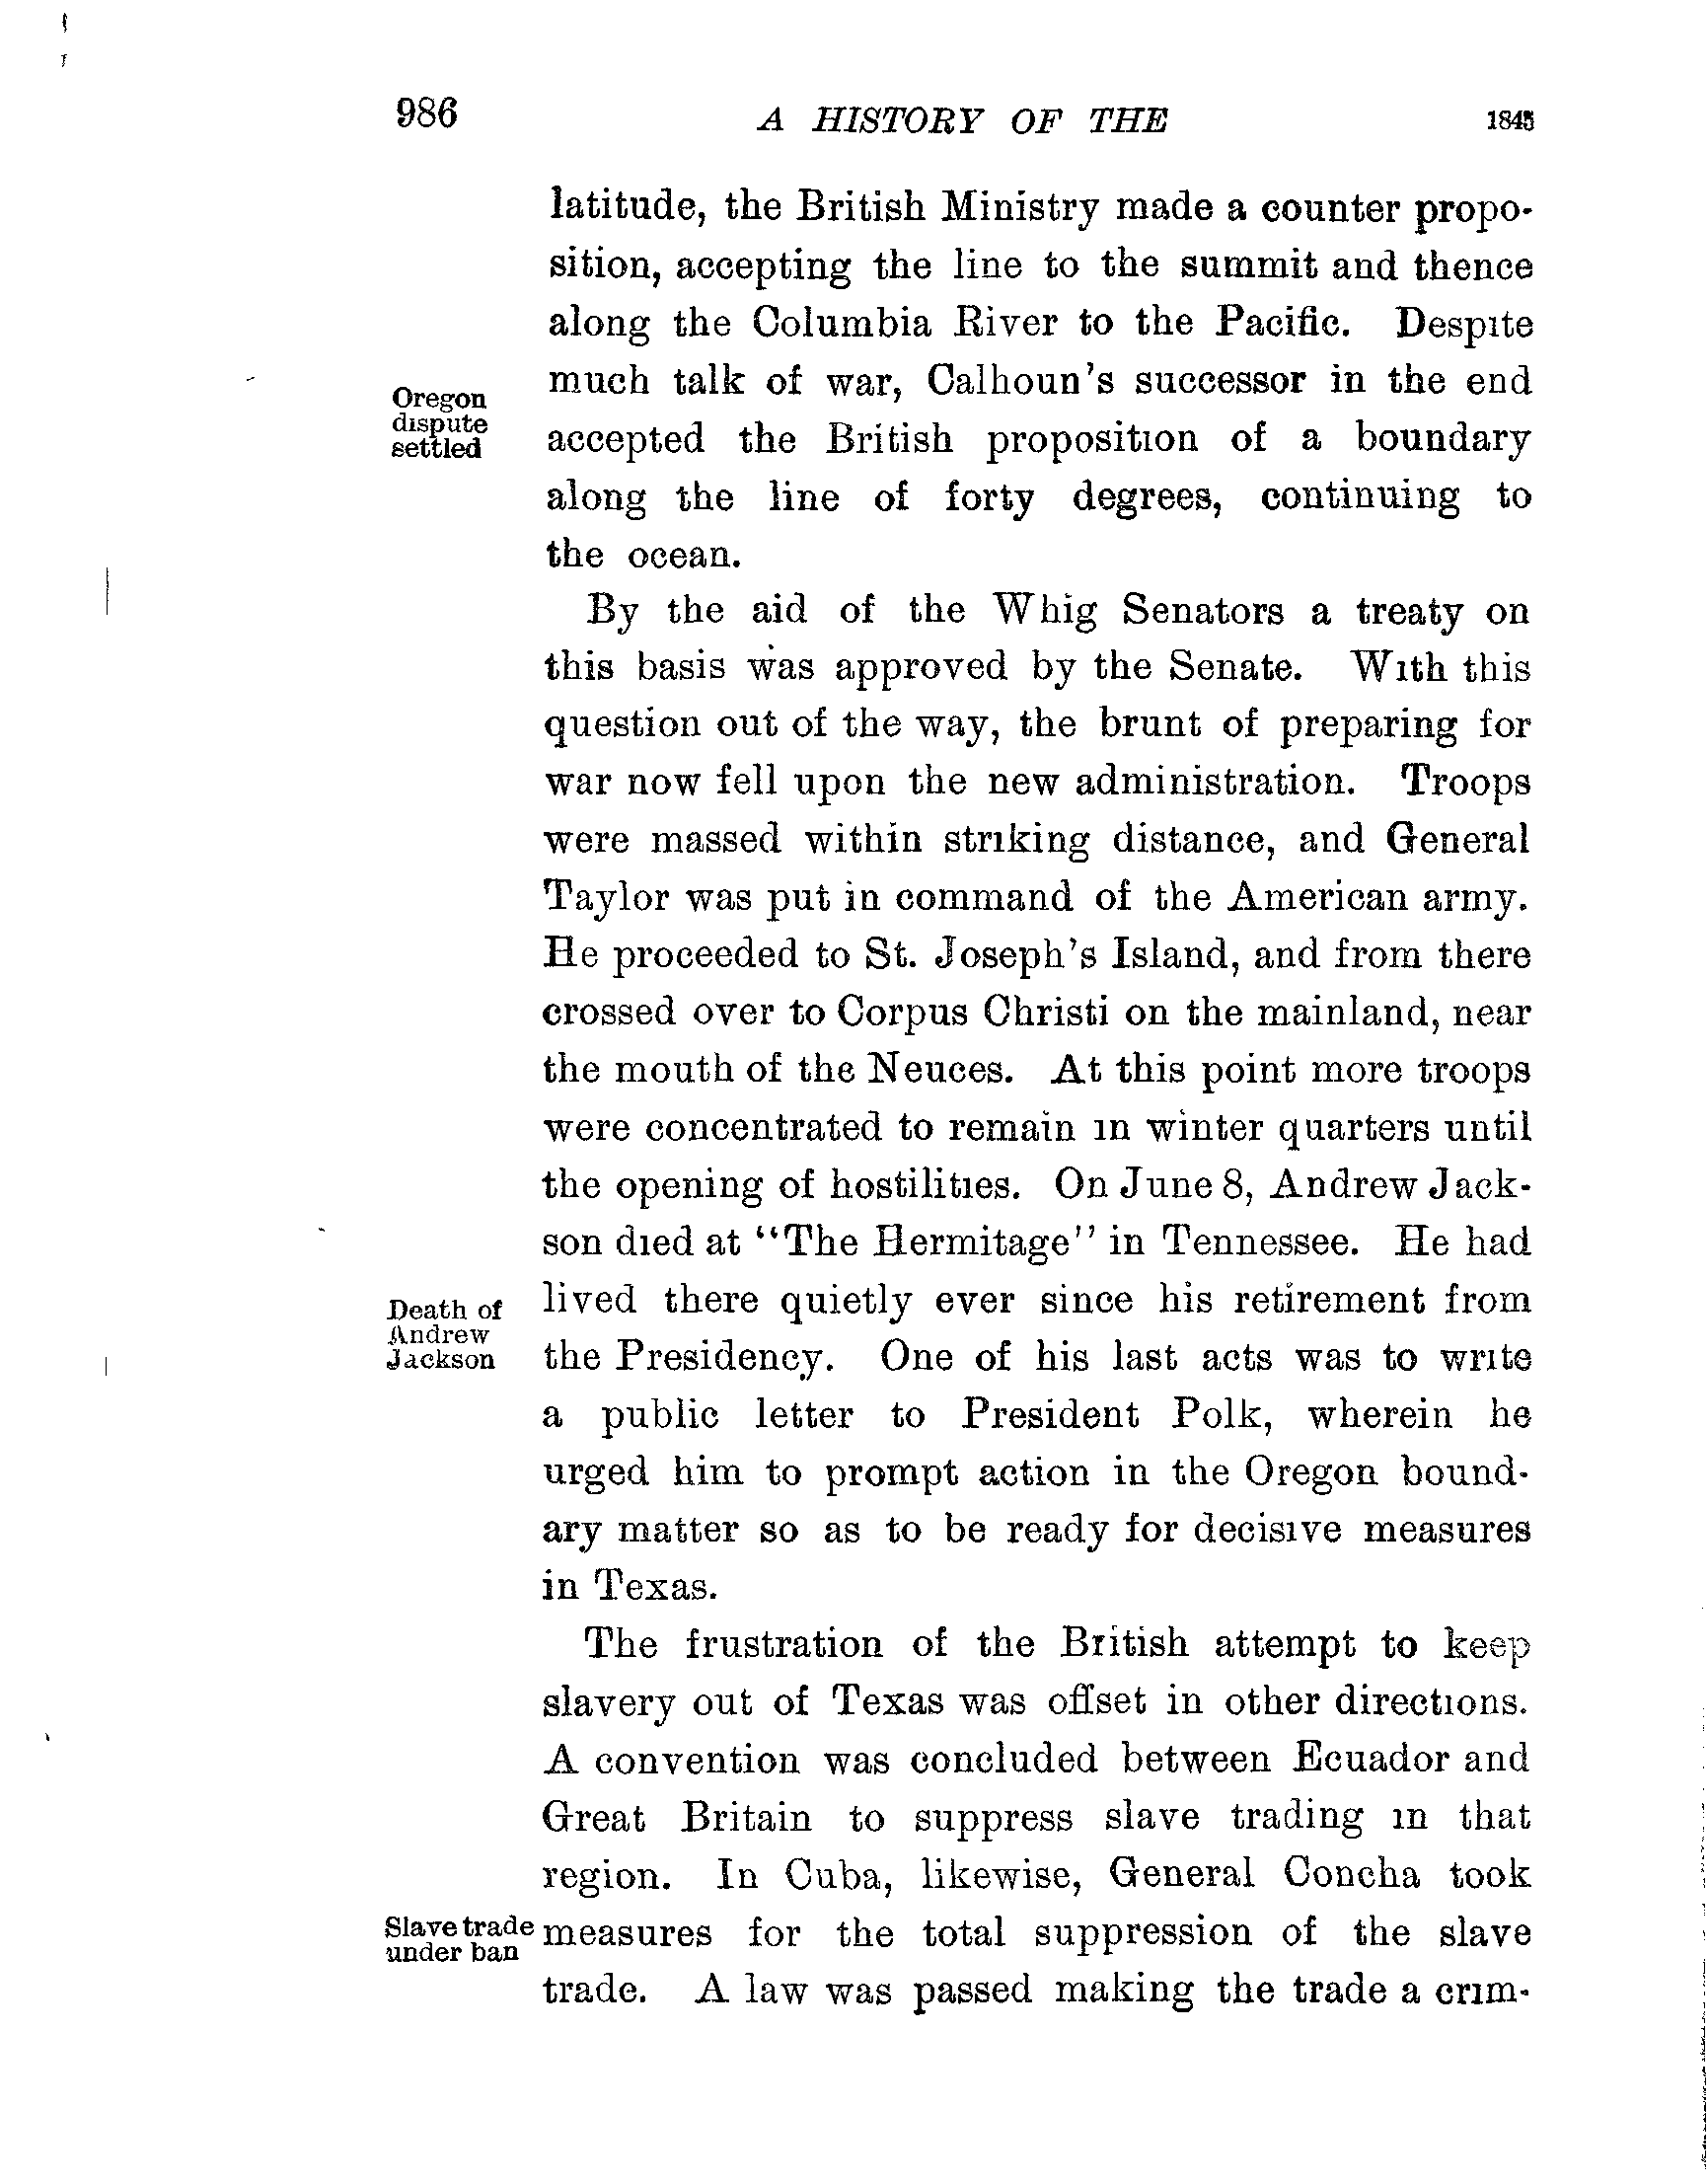 986 A HISTORY OF THE 1845
latitude, the British Ministry made a counter propo-
sition, accepting the line to the summit and thence
along the Columbia River to the Pacific. Despite
much talk of war, Calhoun's successor in the end
Oregon
dispute
settled
accepted the British proposition of a boundary
along the line of forty degrees, continuing to
the ocean.
By the aid of the Whig Senators a treaty on
this basis was approved by the Senate. With this
question out of the way, the brunt of preparing for
war now fell upon the new administration. Troops
were massed within striking distance, and General
Taylor was put in command of the American army.
He proceeded to St. Joseph's Island, and from there
crossed over to Corpus Christi on the mainland, near
the mouth of the Neuces. At this point more troops
were concentrated to remain in winter quarters until
the opening of hostilities. On June 8, Andrew Jack-
son died at "The Hermitage" in Tennessee. He had
lived there quietly ever since his retirement from
Death of
Andrew
Jackson
the Presidency. One of his last acts was to write
a public letter to President Polk, wherein he
urged him to prompt action in the Oregon bound-
ary matter so as to be ready for decisive measures
in Texas.
The frustration of the British attempt to keep
slavery out of Texas was offset in other directions.
A convention was concluded between Ecuador and
Great Britain to suppress slave trading in that
region. In Cuba, likewise, General Concha took
Slave trade
under ban
measures for the total suppression of the slave
trade. A law was passed making the trade a crim-